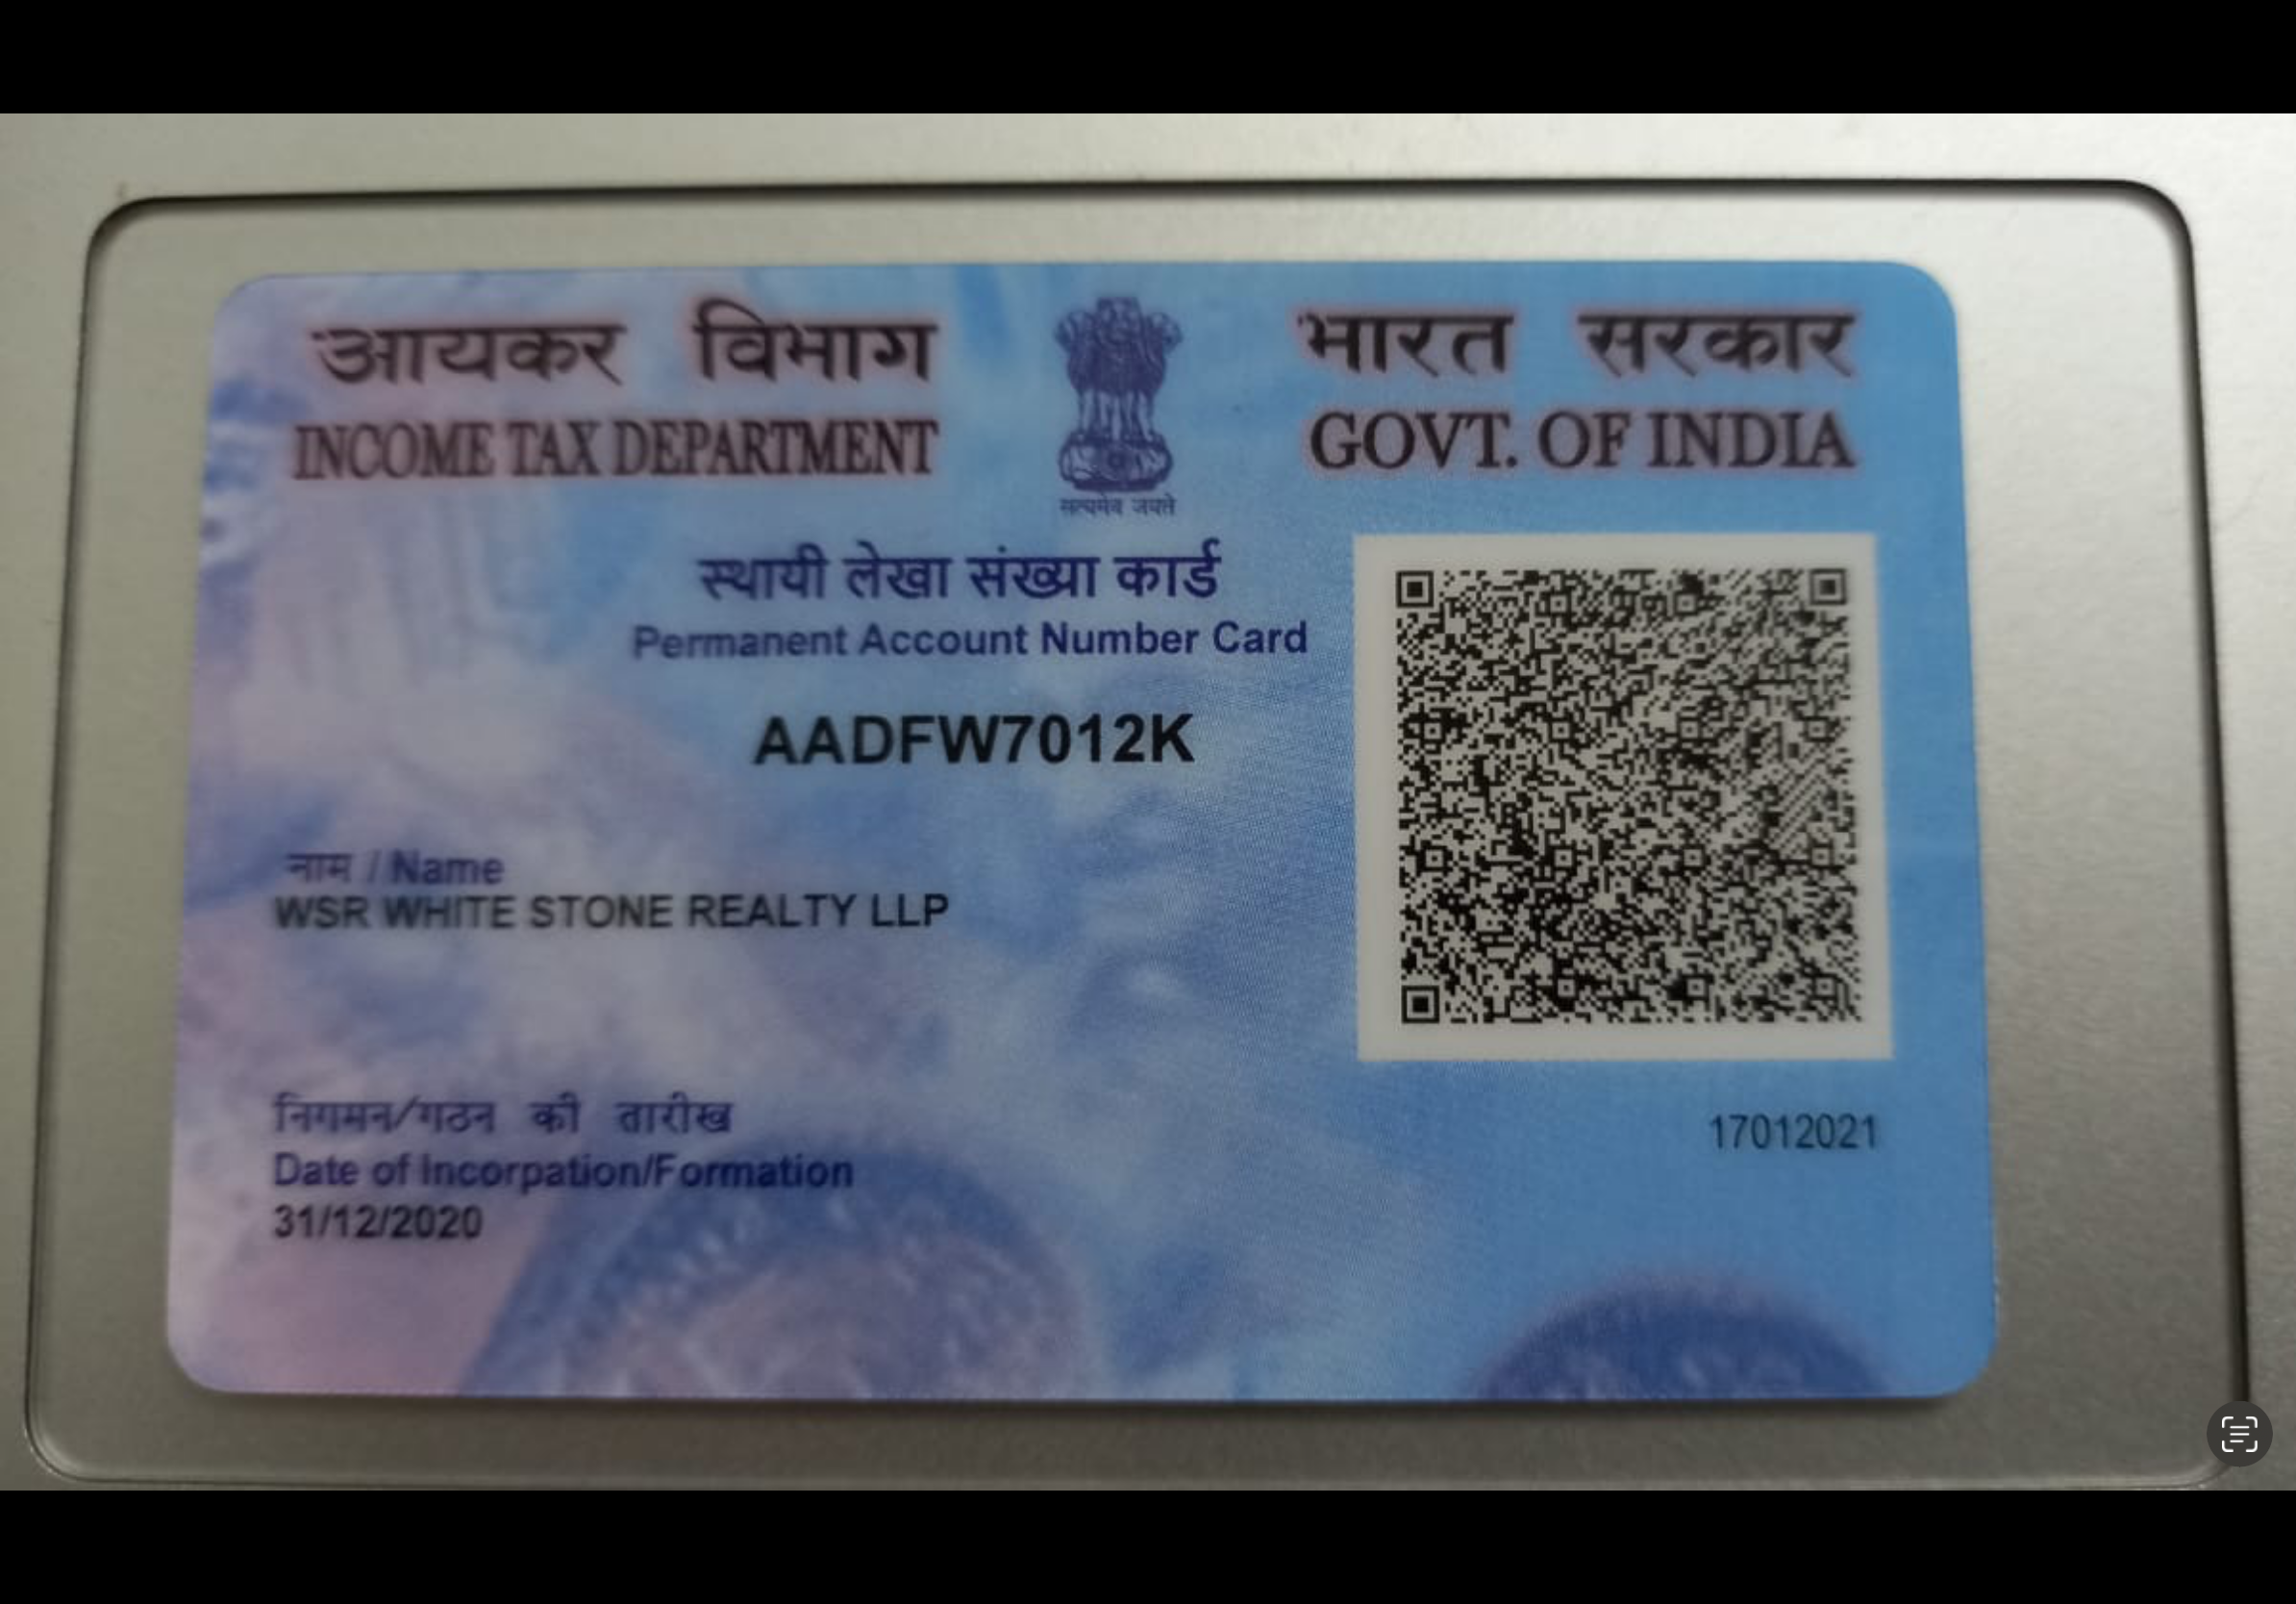 आयकर विभाग
INCOME TAX DEPARTMENT
सत्यमेव जयते
भारत सरकार
GOVT. OF INDIA
स्थायी लेखा संख्या कार्ड
Permanent Account Number Card
AADFW7012K
नाम / Name
WSR WHITE STONE REALTY LLP
निगमन/गठन की तारीख
Date of Incorpation/Formation
31/12/2020
17012021